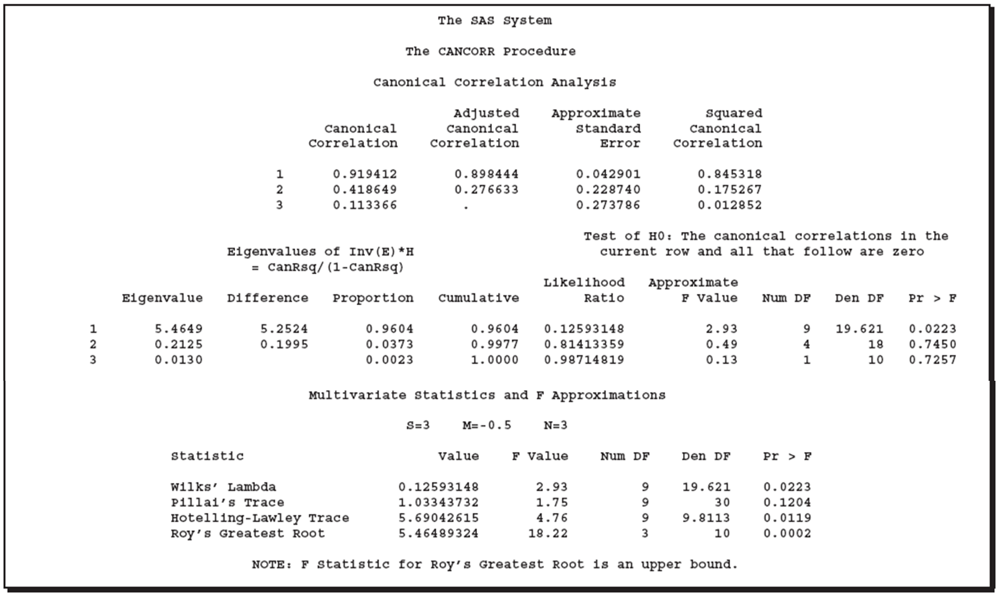 The SAS System
The CANCORR Procedure
Canonical Correlation Analysis
Adjusted Approximate Squared
Canonical Canonical Standard Canonical
Correlation Correlation Error Correlation
1 0.919412 0.898444 0.042901 0.845318
2 0.418649 0.276633 0.228740 0.175267
3 0.113366 . 0.273786 0.012852
Test of H0: The canonical correlations in the
Eigenvalues of Inv(E)*H current row and all that follow are zero
= CanRsq/(1-CanRsq)
Likelihood Approximate
Eigenvalue Difference Proportion Cumulative Ratio F Value Num DF Den DF Pr > F
1 5.4649 5.2524 0.9604 0.9604 0.12593148 2.93 9 19.621 0.0223
2 0.2125 0.1995 0.0373 0.9977 0.81413359 0.49 4 18 0.7450
3 0.0130 0.0023 1.0000 0.98714819 0.13 1 10 0.7257
Multivariate Statistics and F Approximations
S=3 M=-0.5 N=3
Statistic Value F Value Num DF Den DF Pr > F
Wilks' Lambda 0.12593148 2.93 9 19.621 0.0223
Pillai's Trace 1.03343732 1.75 9 30 0.1204
Hotelling-Lawley Trace 5.69042615 4.76 9 9.8113 0.0119
Roy's Greatest Root 5.46489324 18.22 3 10 0.0002
NOTE: F Statistic for Roy's Greatest Root is an upper bound.